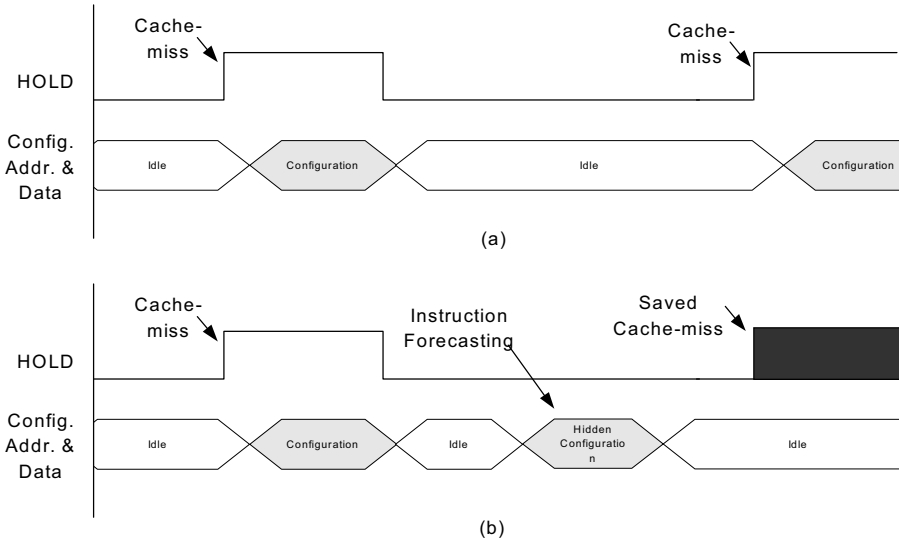 Cache-
miss
Cache-
miss
HOLD
Config.
Addr. &
Data
Idle
Configuration
Idle
Configuration
(a)
Cache-
miss
Instruction
Forecasting
Saved
Cache-miss
HOLD
Config.
Addr. &
Data
Idle
Configuration
Idle
Hidden
Configuratio
n
Idle
(b)